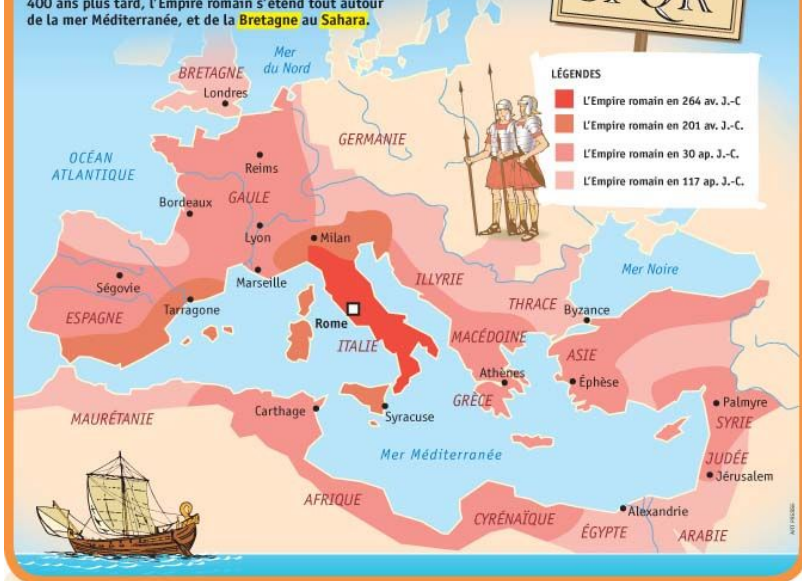 400 ans plus tard, l'Empire romain s'étend tout autour
de la mer Méditerranée, et de la Bretagne au Sahara.
SPQR
LÉGENDES
L'Empire romain en 264 av. J.-C
L'Empire romain en 201 av. J.-C.
L'Empire romain en 30 ap. J.-C.
L'Empire romain en 117 ap. J.-C.
Mer
du Nord
BRETAGNE
Londres
GERMANIE
OCÉAN
ATLANTIQUE
Reims
Bordeaux
GAULE
Lyon
Milan
Ségovie
Marseille
ILLYRIE
Mer Noire
Tarragone
THRACE
Byzance
ESPAGNE
Rome
ITALIE
MACÉDOINE
ASIE
Athènes
Éphèse
GRÈCE
Palmyre
MAURÉTANIE
Carthage
Syracuse
SYRIE
Mer Méditerranée
JUDÉE
Jérusalem
AFRIQUE
CYRÉNAÏQUE
Alexandrie
ÉGYPTE
ARABIE